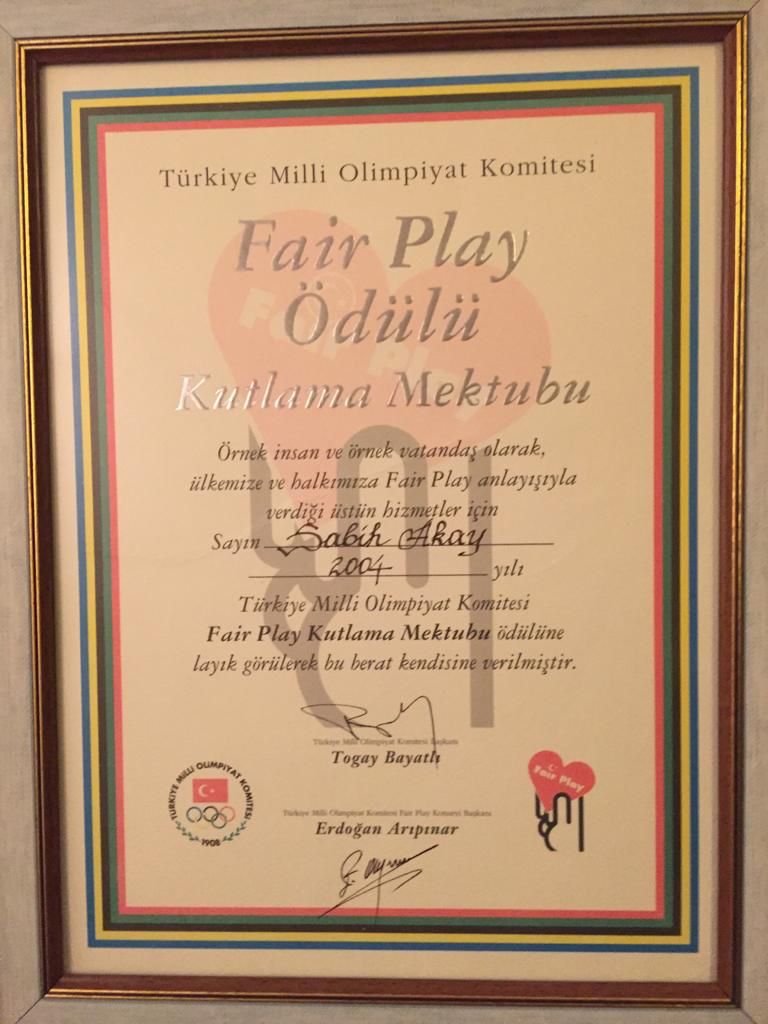 Türkiye Milli Olimpiyat Komitesi
Fair Play
Ödülü
Kutlama Mektubu
Fair Play
Örnek insan ve örnek vatandaş olarak,
ülkemize ve halkımıza Fair Play anlayışıyla
verdiği üstün hizmetler için
Sayın Sabih Akay
2004 yılı
Türkiye Milli Olimpiyat Komitesi
Fair Play Kutlama Mektubu ödülüne
layık görülerek bu berat kendisine verilmiştir.
Türkiye Milli Olimpiyat Komitesi Başkanı
Togay Bayatlı
TÜRKİYE MİLLİ OLİMPİYAT KOMİTESİ
1908
Fair Play
Türkiye Milli Olimpiyat Komitesi Fair Play Konseyi Başkanı
Erdoğan Arıpınar